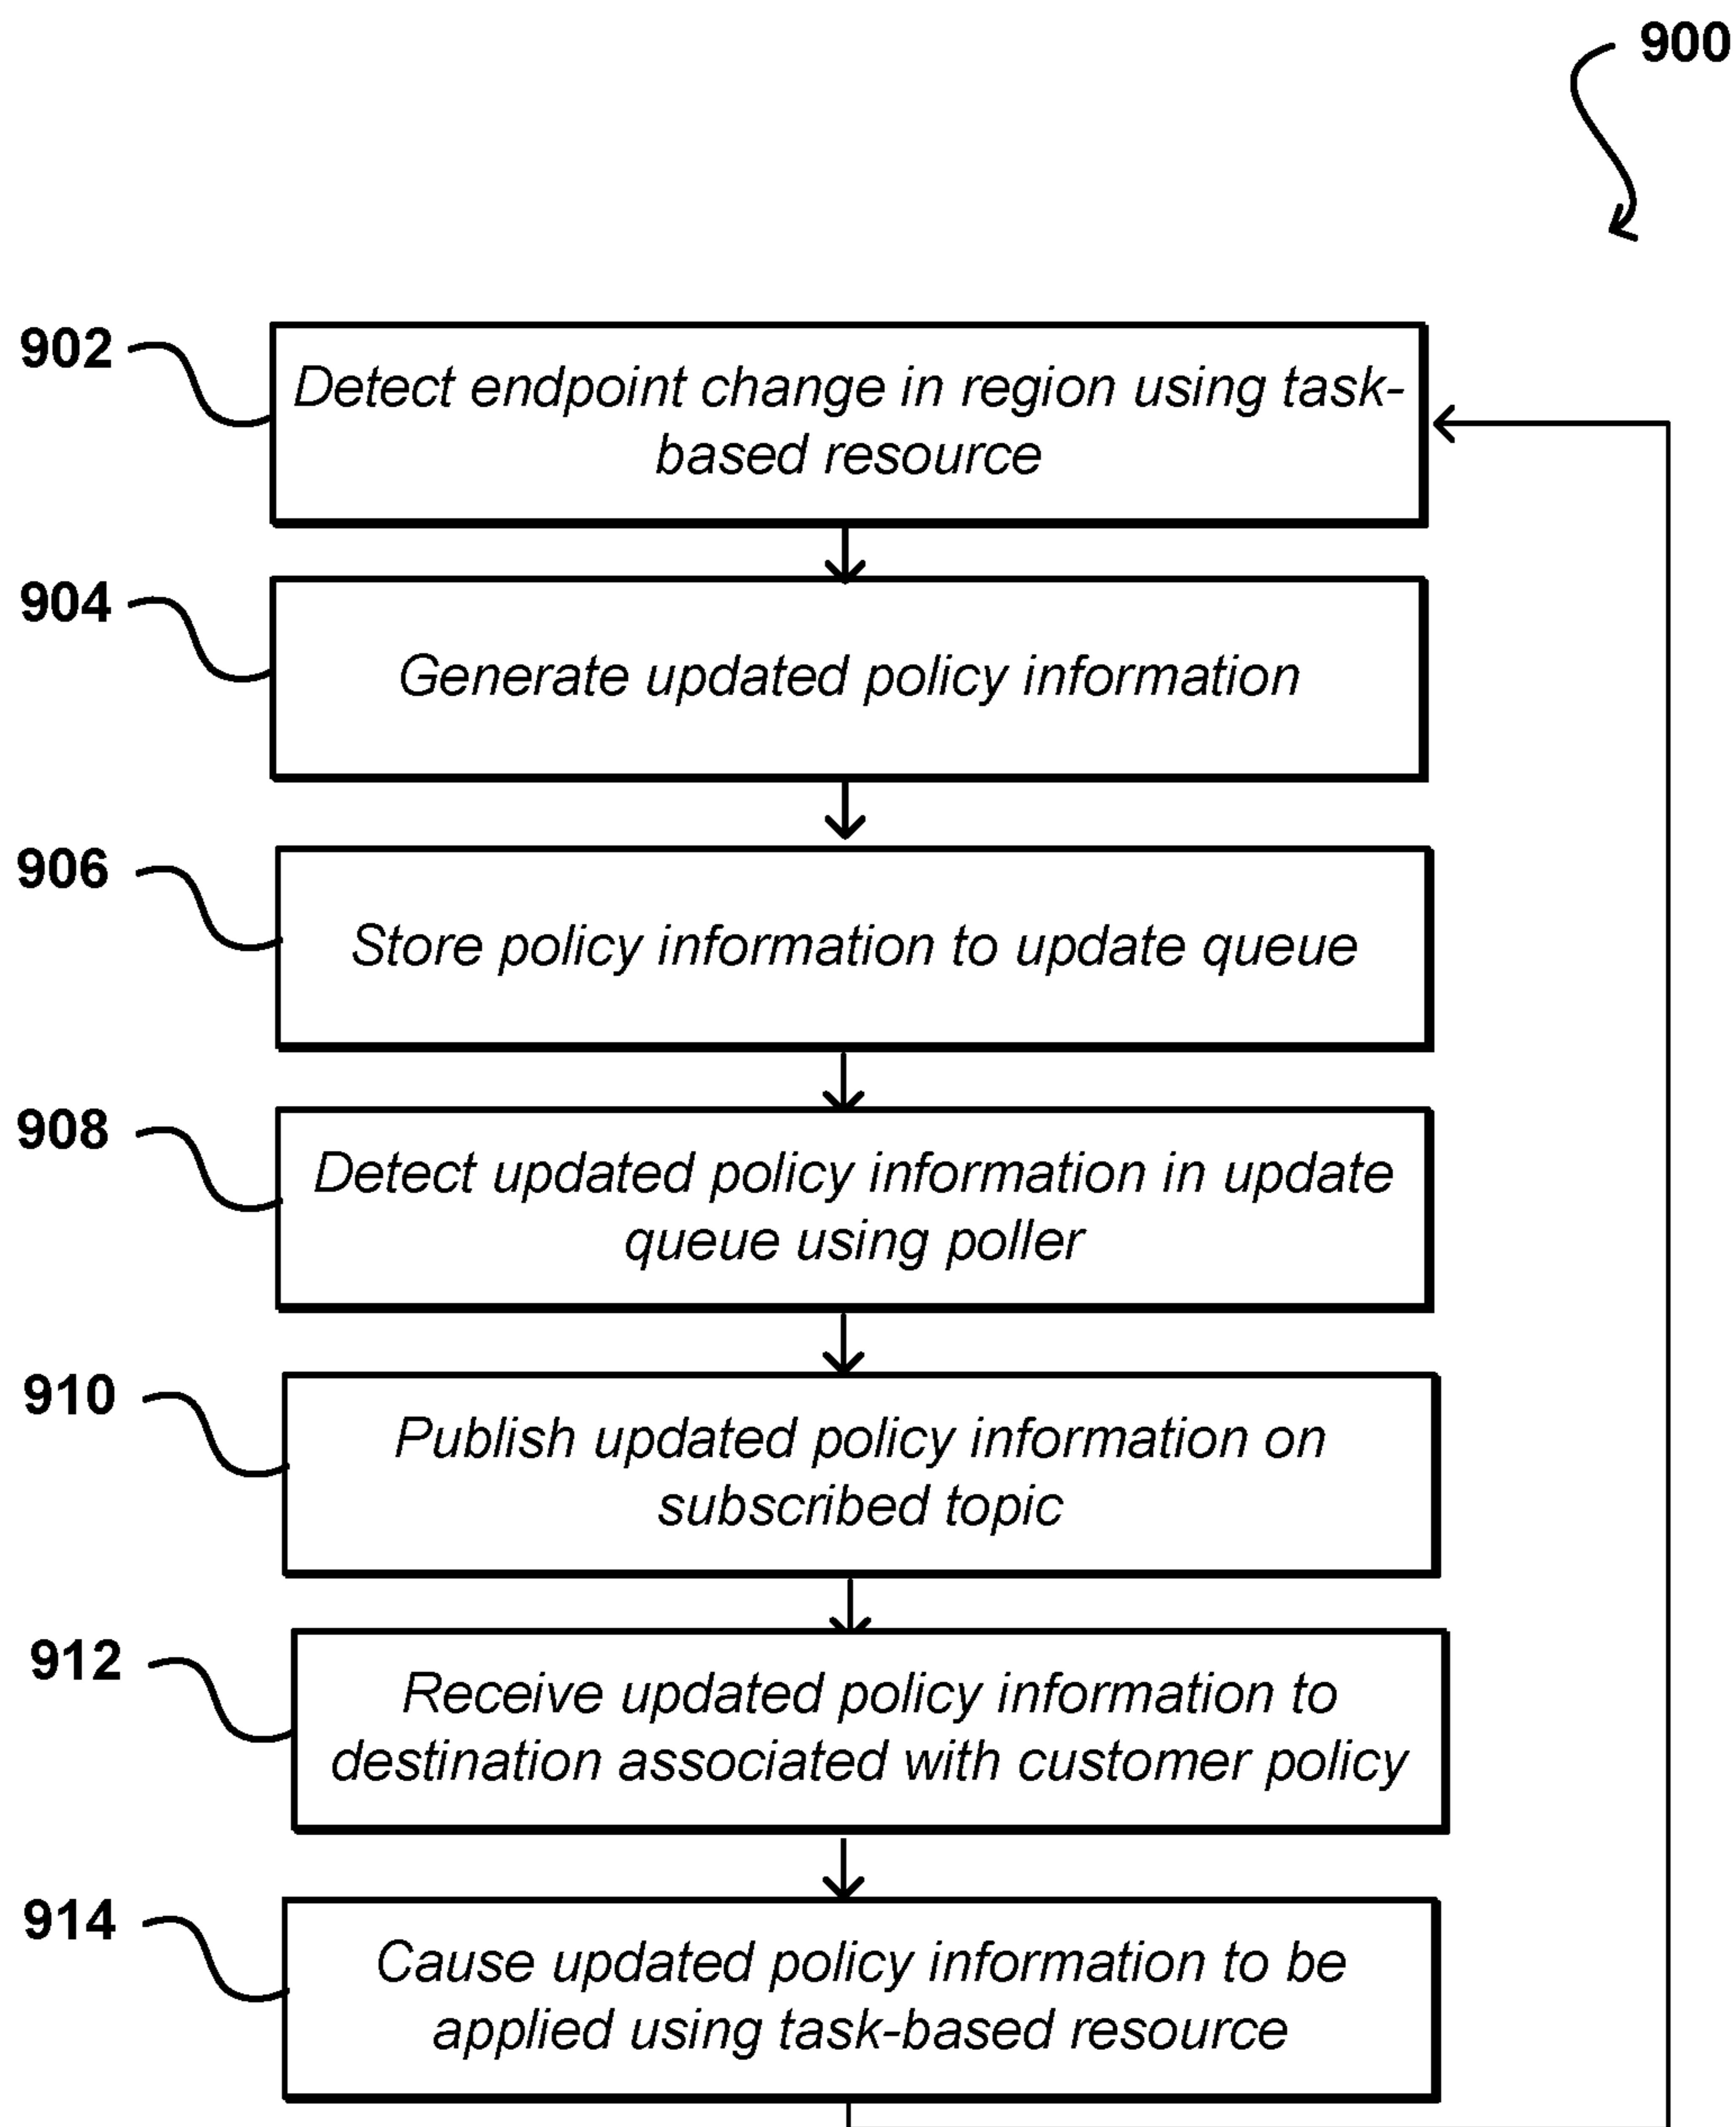 900
902
Detect endpoint change in region using task-
based resource
904
Generate updated policy information
906
Store policy information to update queue
908
Detect updated policy information in update
queue using poller
910
Publish updated policy information on
subscribed topic
912
Receive updated policy information to
destination associated with customer policy
914
Cause updated policy information to be
applied using task-based resource